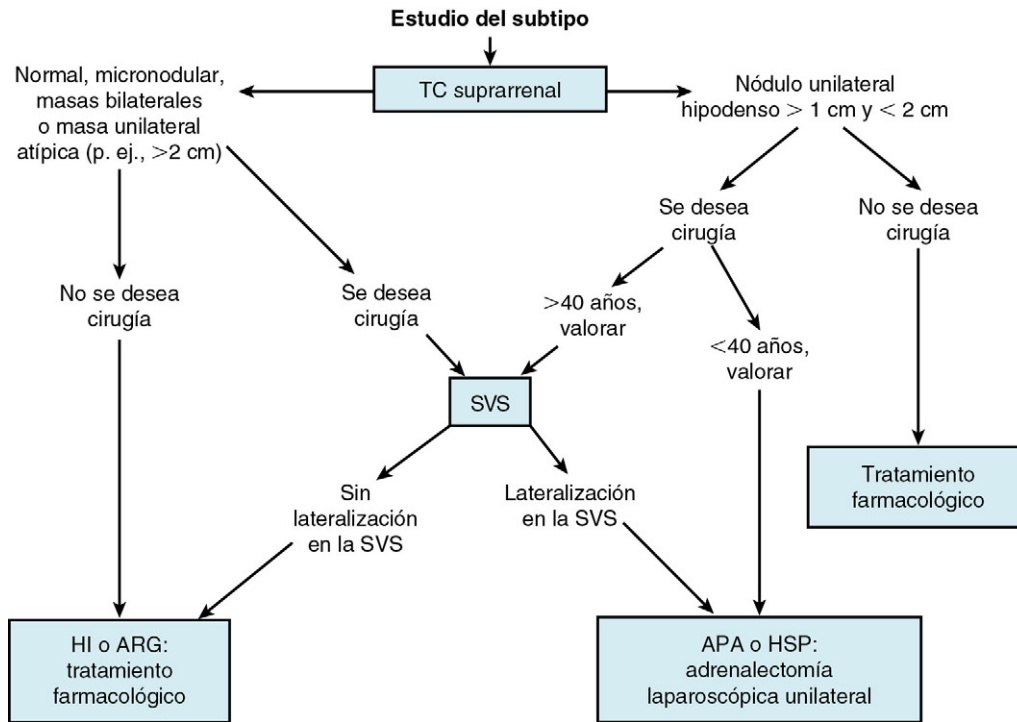 Estudio del subtipo
TC suprarrenal
Normal, micronodular,
masas bilaterales
o masa unilateral
atípica (p. ej., >2 cm)
Nódulo unilateral
hipodenso > 1 cm y < 2 cm
No se desea
cirugía
Se desea
cirugía
Se desea
cirugía
No se desea
cirugía
>40 años,
valorar
<40 años,
valorar
SVS
Sin
lateralización
en la SVS
Lateralización
en la SVS
Tratamiento
farmacológico
HI o ARG:
tratamiento
farmacológico
APA o HSP:
adrenalectomía
laparoscópica unilateral